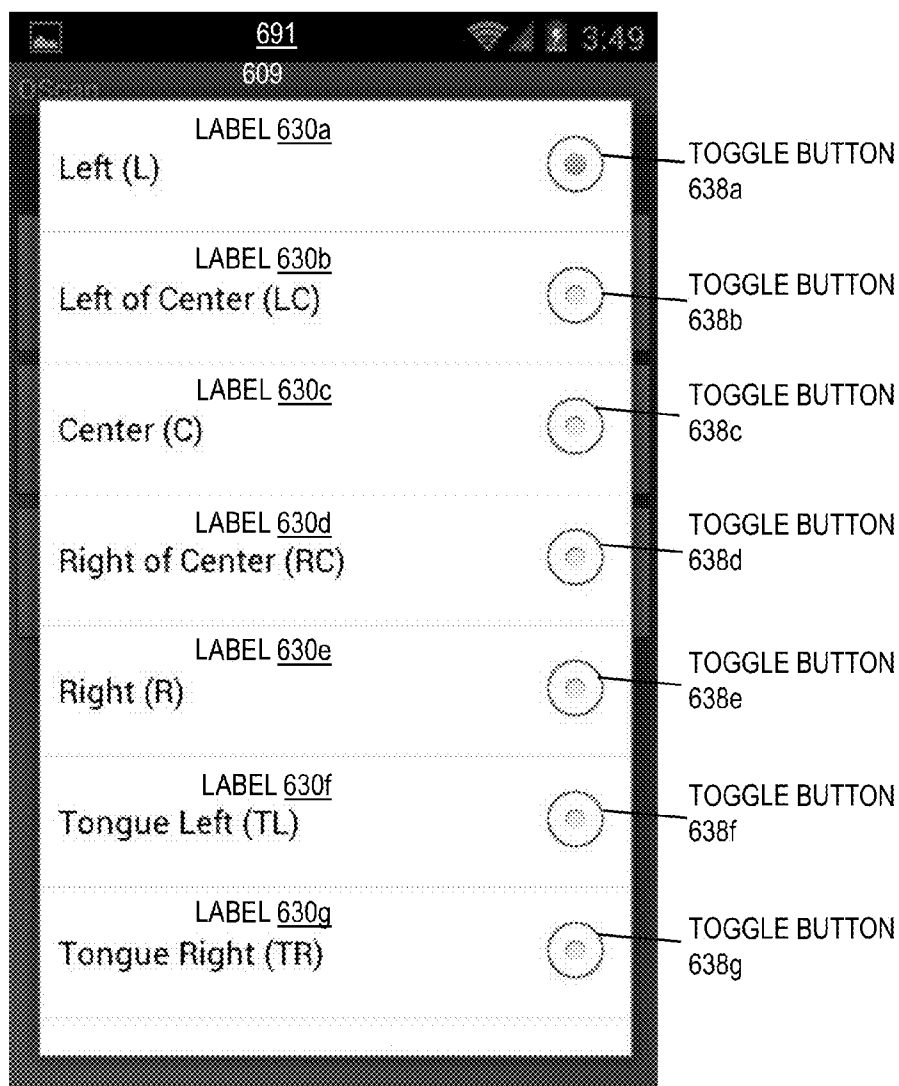 691
3:49
609
OScan
LABEL 630a
Left (L)
TOGGLE BUTTON
638a
LABEL 630b
Left of Center (LC)
TOGGLE BUTTON
638b
LABEL 630c
Center (C)
TOGGLE BUTTON
638c
LABEL 630d
Right of Center (RC)
TOGGLE BUTTON
638d
LABEL 630e
Right (R)
TOGGLE BUTTON
638e
LABEL 630f
Tongue Left (TL)
TOGGLE BUTTON
638f
LABEL 630g
Tongue Right (TR)
TOGGLE BUTTON
638g